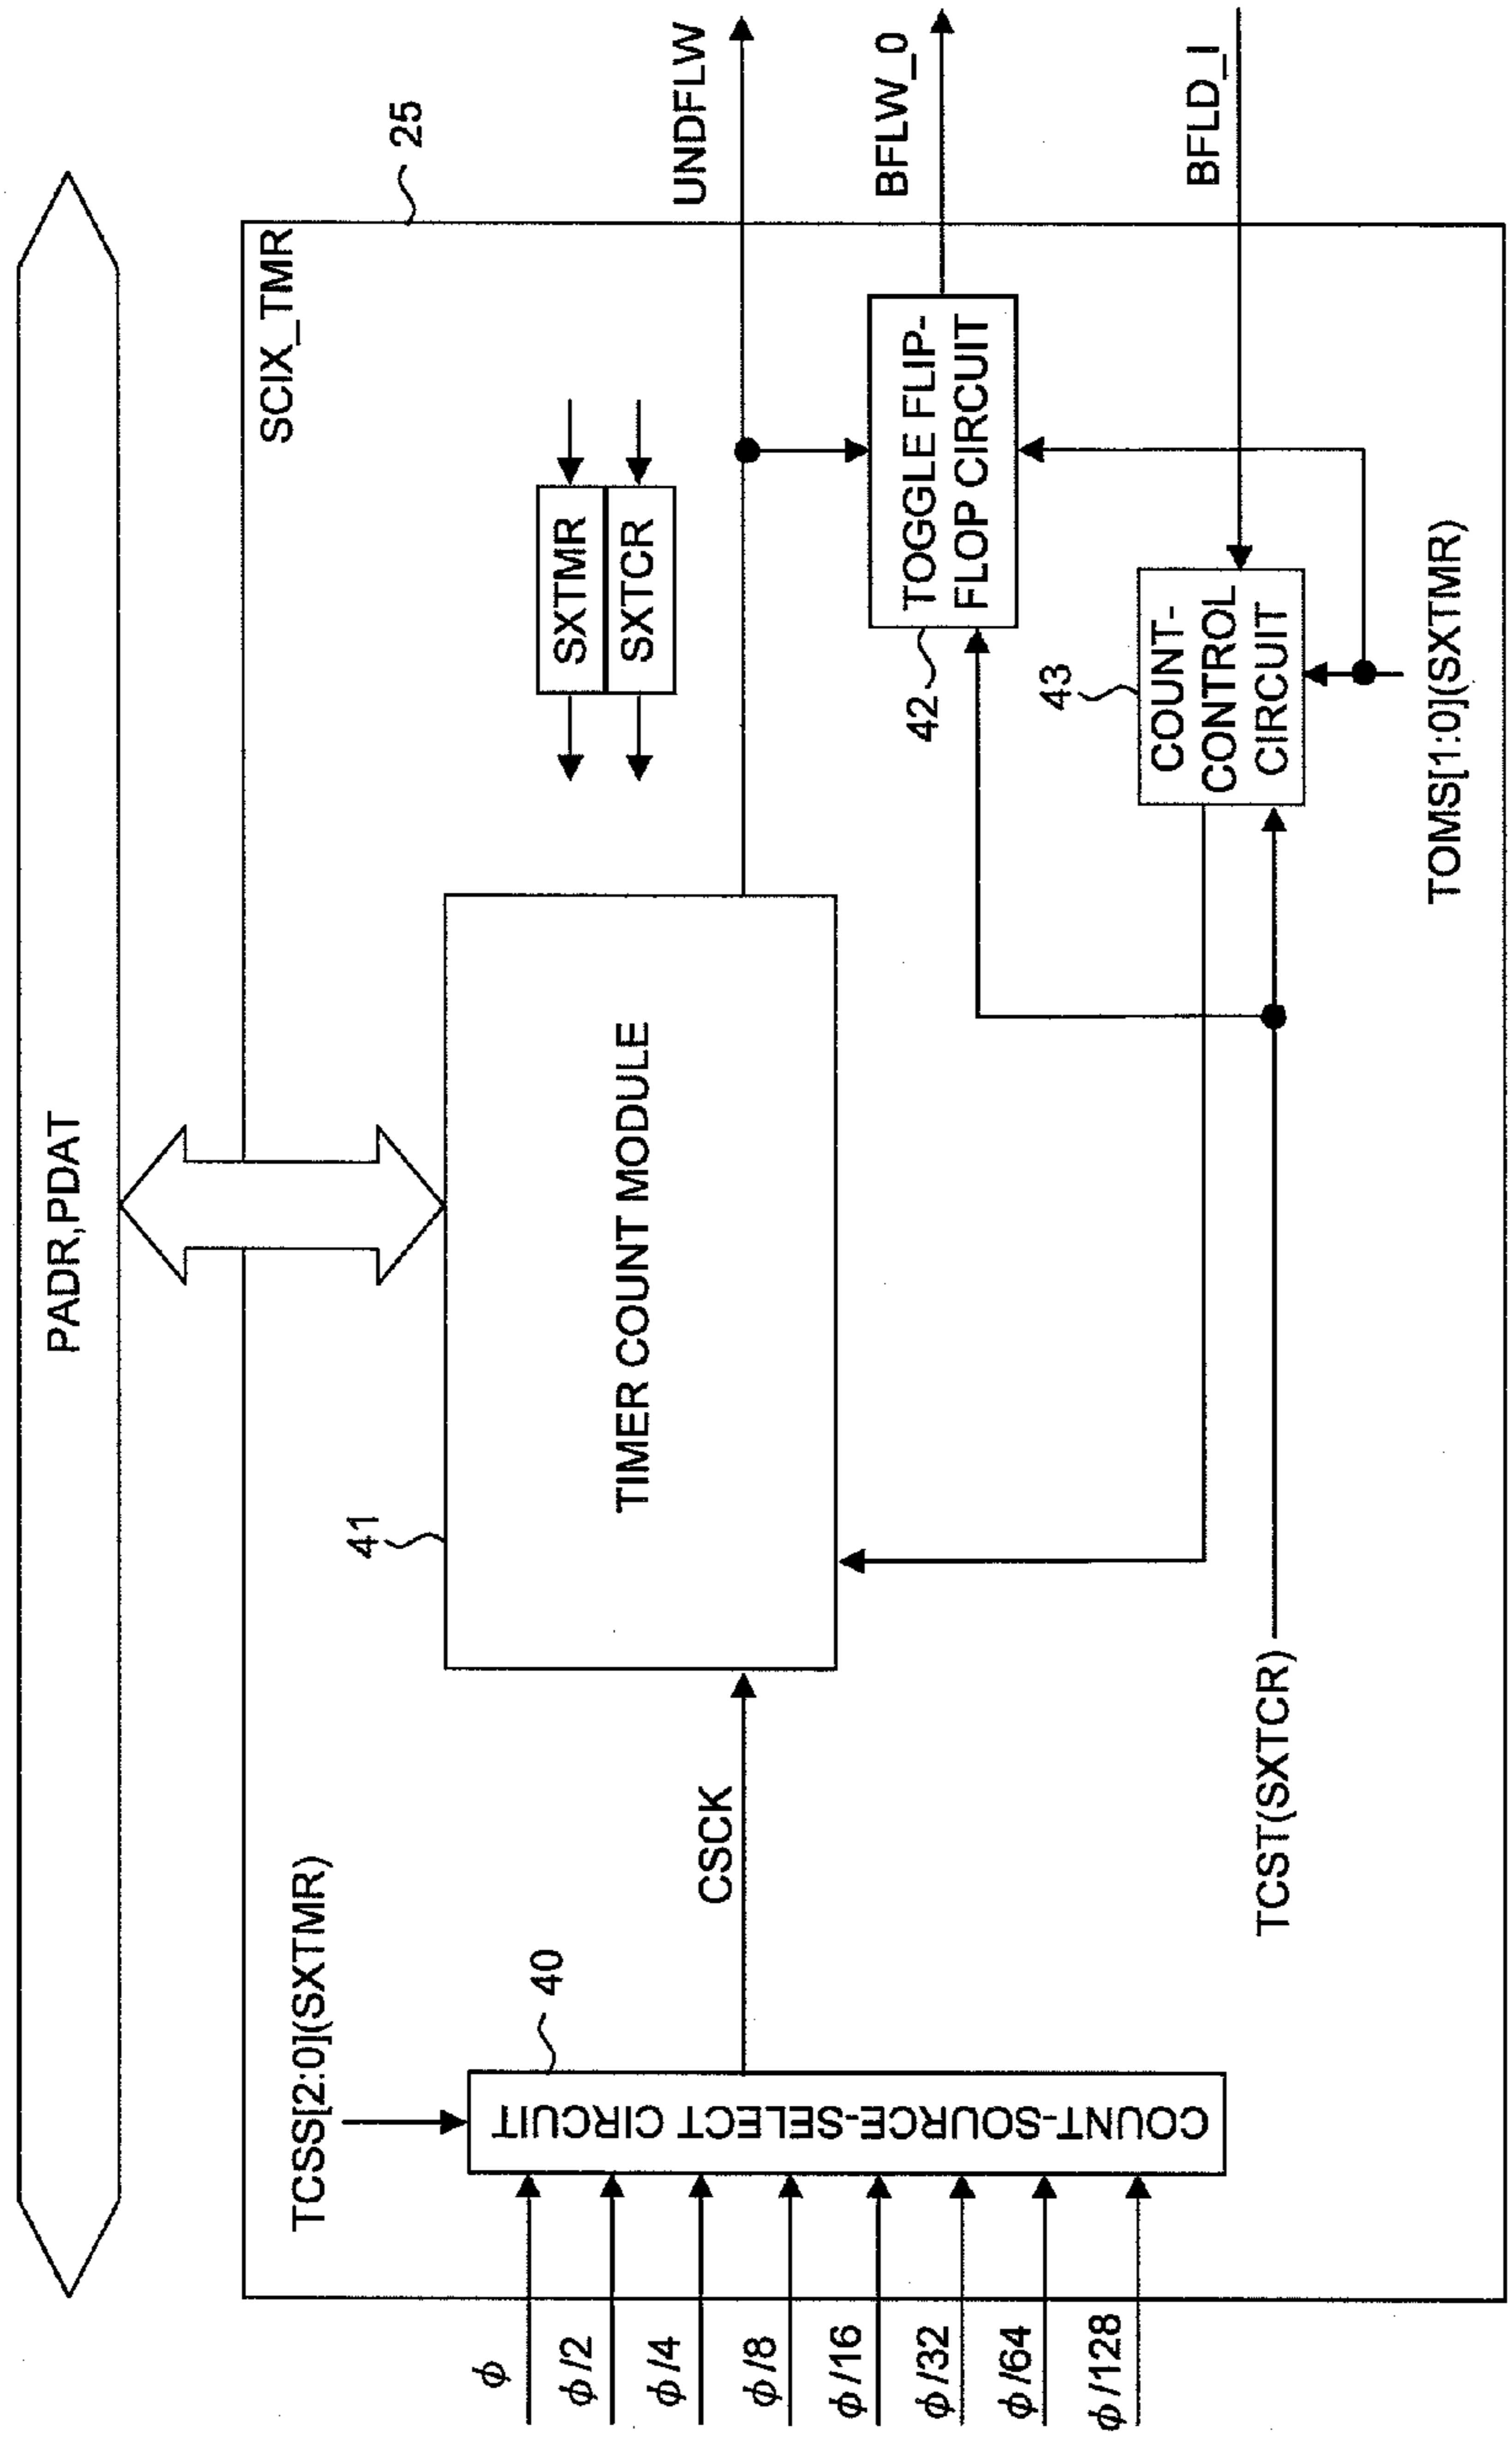 PADR,PDAT
SCIX_TMR
25
TCSS[2:0](SXTMR)
40
COUNT-SOURCE-SELECT CIRCUIT
ϕ
ϕ/2
ϕ/4
ϕ/8
ϕ/16
ϕ/32
ϕ/64
ϕ/128
CSCK
41
TIMER COUNT MODULE
SXTMR
SXTCR
UNDFLW
42
TOGGLE FLIP-
FLOP CIRCUIT
BFLW_0
43
COUNT-
CONTROL
CIRCUIT
BFLD_I
TCST(SXTCR)
TOMS[1:0](SXTMR)